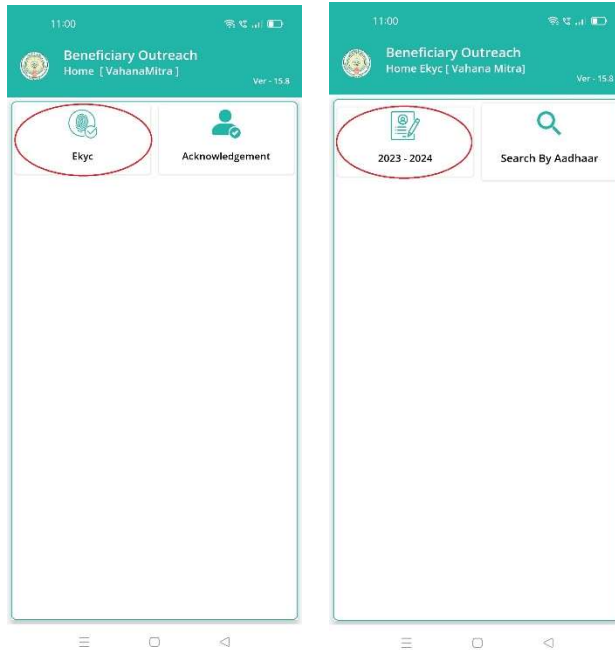 11:00
Beneficiary Outreach
Home [ VahanaMitra ]
Ver - 15.8
Ekyc
Acknowledgement
11:00
Beneficiary Outreach
Home Ekyc [ Vahana Mitra]
Ver - 15.8
2023 - 2024
Search By Aadhaar